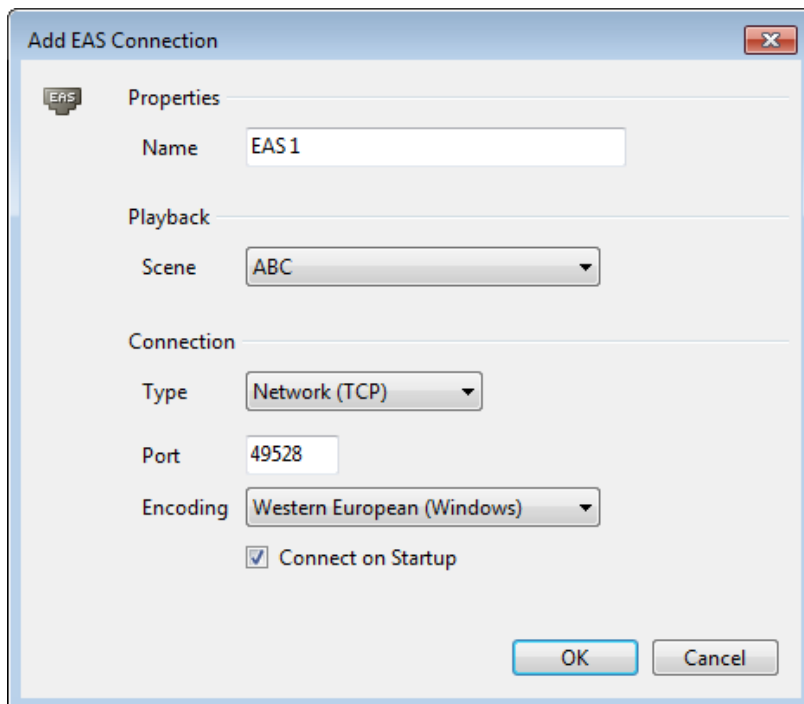 Add EAS Connection
EAS
Properties
Name EAS 1
Playback
Scene ABC
Connection
Type Network (TCP)
Port 49528
Encoding Western European (Windows)
Connect on Startup
OK Cancel